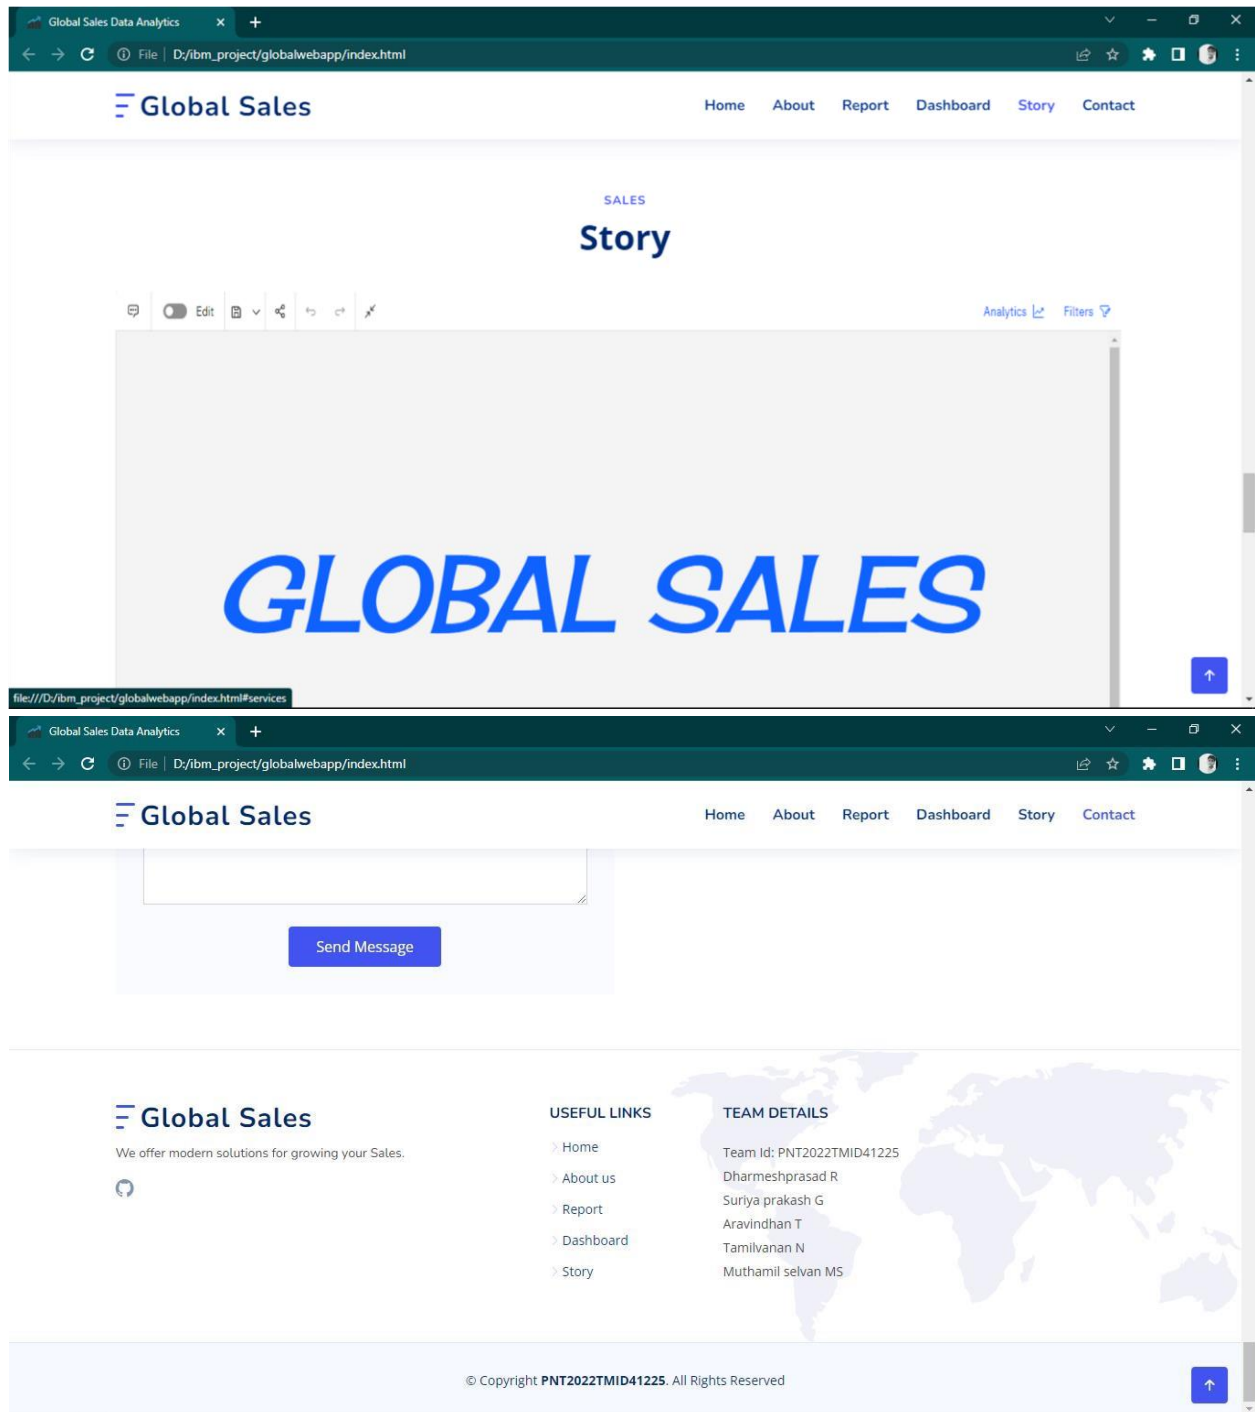 Global Sales Data Analytics
File | D:/ibm_project/globalwebapp/index.html
Global Sales
Home About Report Dashboard Story Contact
SALES
Story
Edit
Analytics Filters
GLOBAL SALES
file:///D:/ibm_project/globalwebapp/index.html#services
Global Sales Data Analytics
File | D:/ibm_project/globalwebapp/index.html
Global Sales
Home About Report Dashboard Story Contact
Send Message
Global Sales
We offer modern solutions for growing your Sales.
USEFUL LINKS
Home
About us
Report
Dashboard
Story
TEAM DETAILS
Team Id: PNT2022TMID41225
Dharmeshprasad R
Suriya prakash G
Aravindhan T
Tamilvanan N
Muthamil selvan MS
© Copyright PNT2022TMID41225. All Rights Reserved